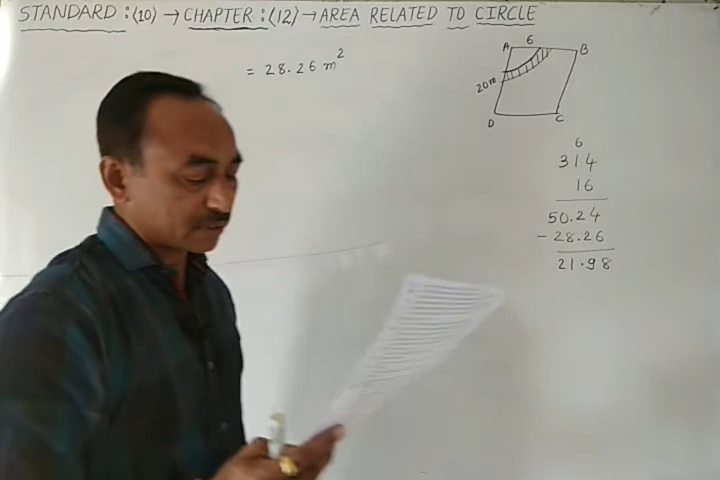 STANDARD :(10) → CHAPTER :(12) → AREA RELATED TO CIRCLE
= 28.26 m²
A 6 B
20m
D C
6
314
16
50.24
- 28.26
21.98